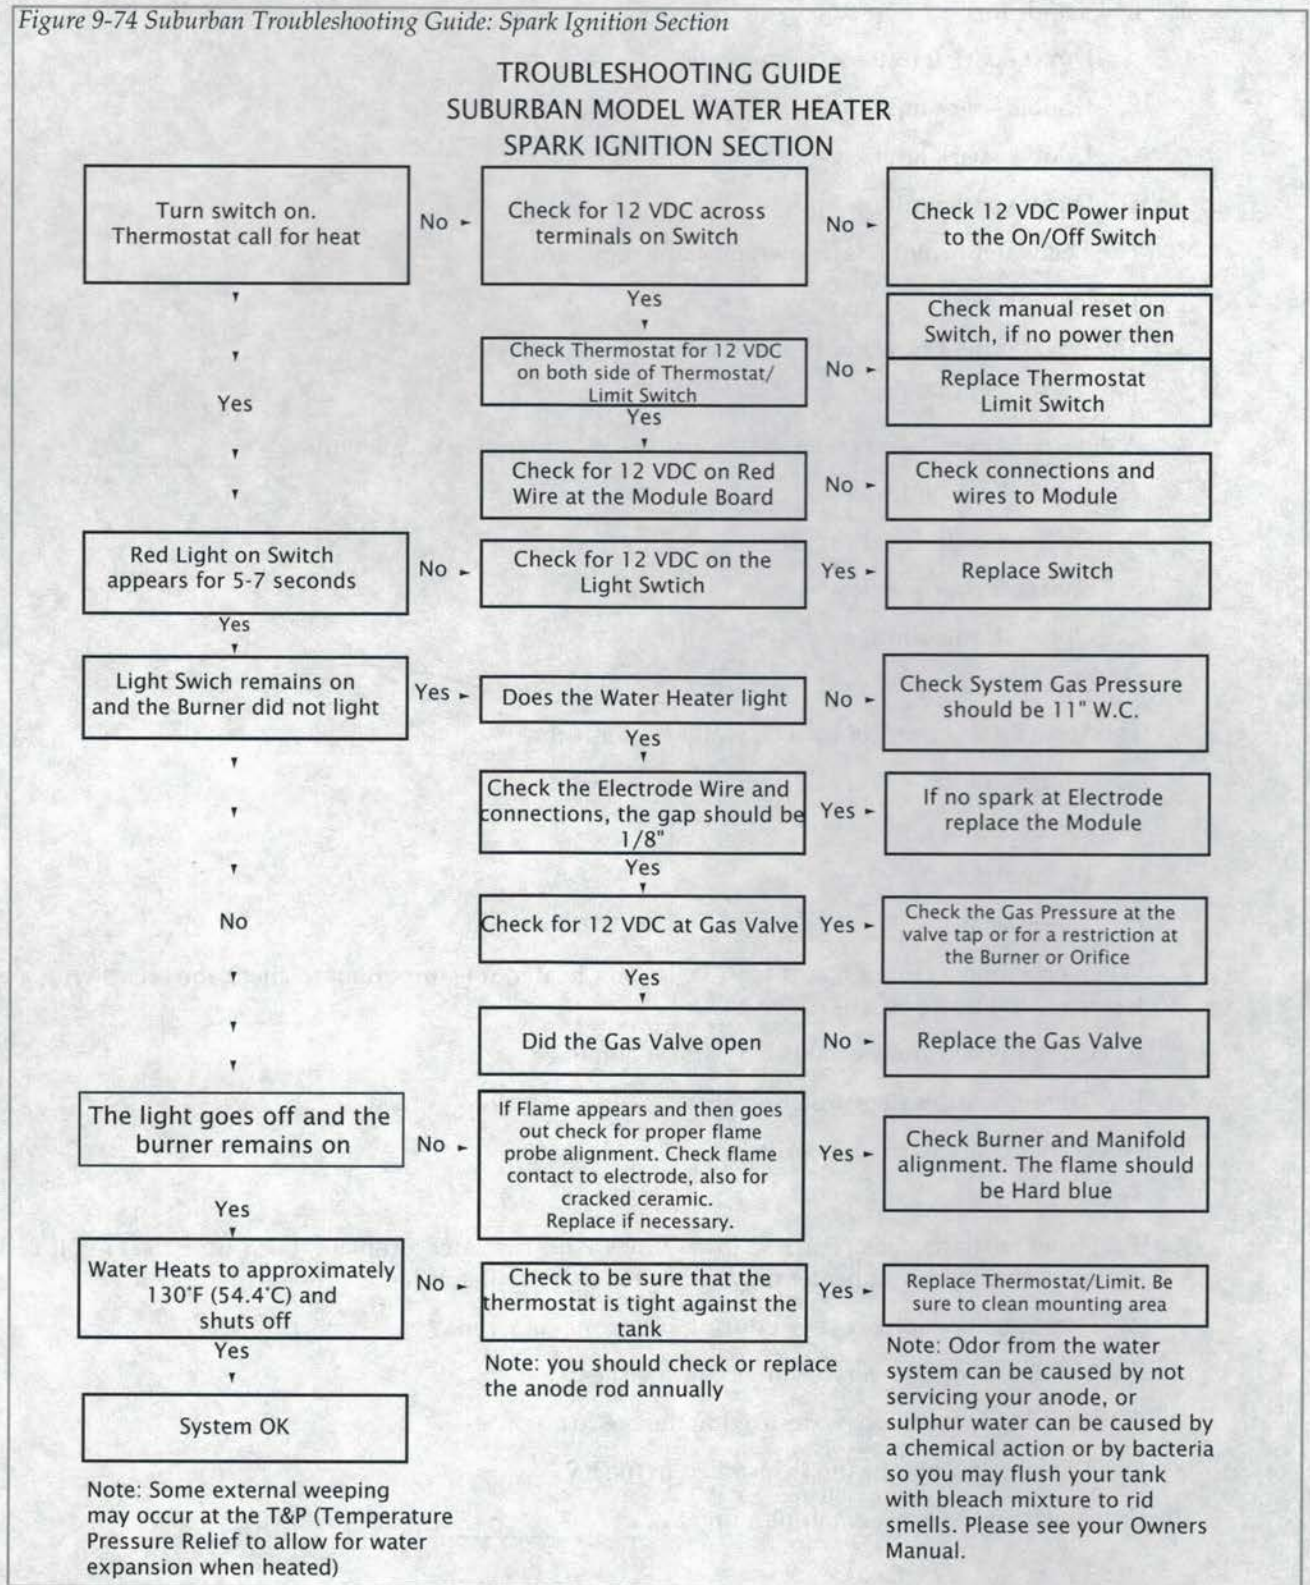 Figure 9-74 Suburban Troubleshooting Guide: Spark Ignition Section
TROUBLESHOOTING GUIDE
SUBURBAN MODEL WATER HEATER
SPARK IGNITION SECTION
Turn switch on.
Thermostat call for heat
No
Check for 12 VDC across
terminals on Switch
No
Check 12 VDC Power input
to the On/Off Switch
Yes
Check Thermostat for 12 VDC
on both side of Thermostat/
Limit Switch
No
Check manual reset on
Switch, if no power then
Replace Thermostat
Limit Switch
Yes
Yes
Check for 12 VDC on Red
Wire at the Module Board
No
Check connections and
wires to Module
Red Light on Switch
appears for 5-7 seconds
No
Check for 12 VDC on the
Light Swtich
Yes
Replace Switch
Yes
Light Swich remains on
and the Burner did not light
Yes
Does the Water Heater light
No
Check System Gas Pressure
should be 11" W.C.
Yes
Check the Electrode Wire and
connections, the gap should be
1/8"
Yes
If no spark at Electrode
replace the Module
Yes
No
Check for 12 VDC at Gas Valve
Yes
Check the Gas Pressure at the
valve tap or for a restriction at
the Burner or Orifice
Yes
Did the Gas Valve open
No
Replace the Gas Valve
The light goes off and the
burner remains on
No
If Flame appears and then goes
out check for proper flame
probe alignment. Check flame
contact to electrode, also for
cracked ceramic.
Replace if necessary.
Yes
Check Burner and Manifold
alignment. The flame should
be Hard blue
Yes
Water Heats to approximately
130°F (54.4°C) and
shuts off
No
Check to be sure that the
thermostat is tight against the
tank
Yes
Replace Thermostat/Limit. Be
sure to clean mounting area
Yes
System OK
Note: Some external weeping
may occur at the T&P (Temperature
Pressure Relief to allow for water
expansion when heated)
Note: you should check or replace
the anode rod annually
Note: Odor from the water
system can be caused by not
servicing your anode, or
sulphur water can be caused by
a chemical action or by bacteria
so you may flush your tank
with bleach mixture to rid
smells. Please see your Owners
Manual.